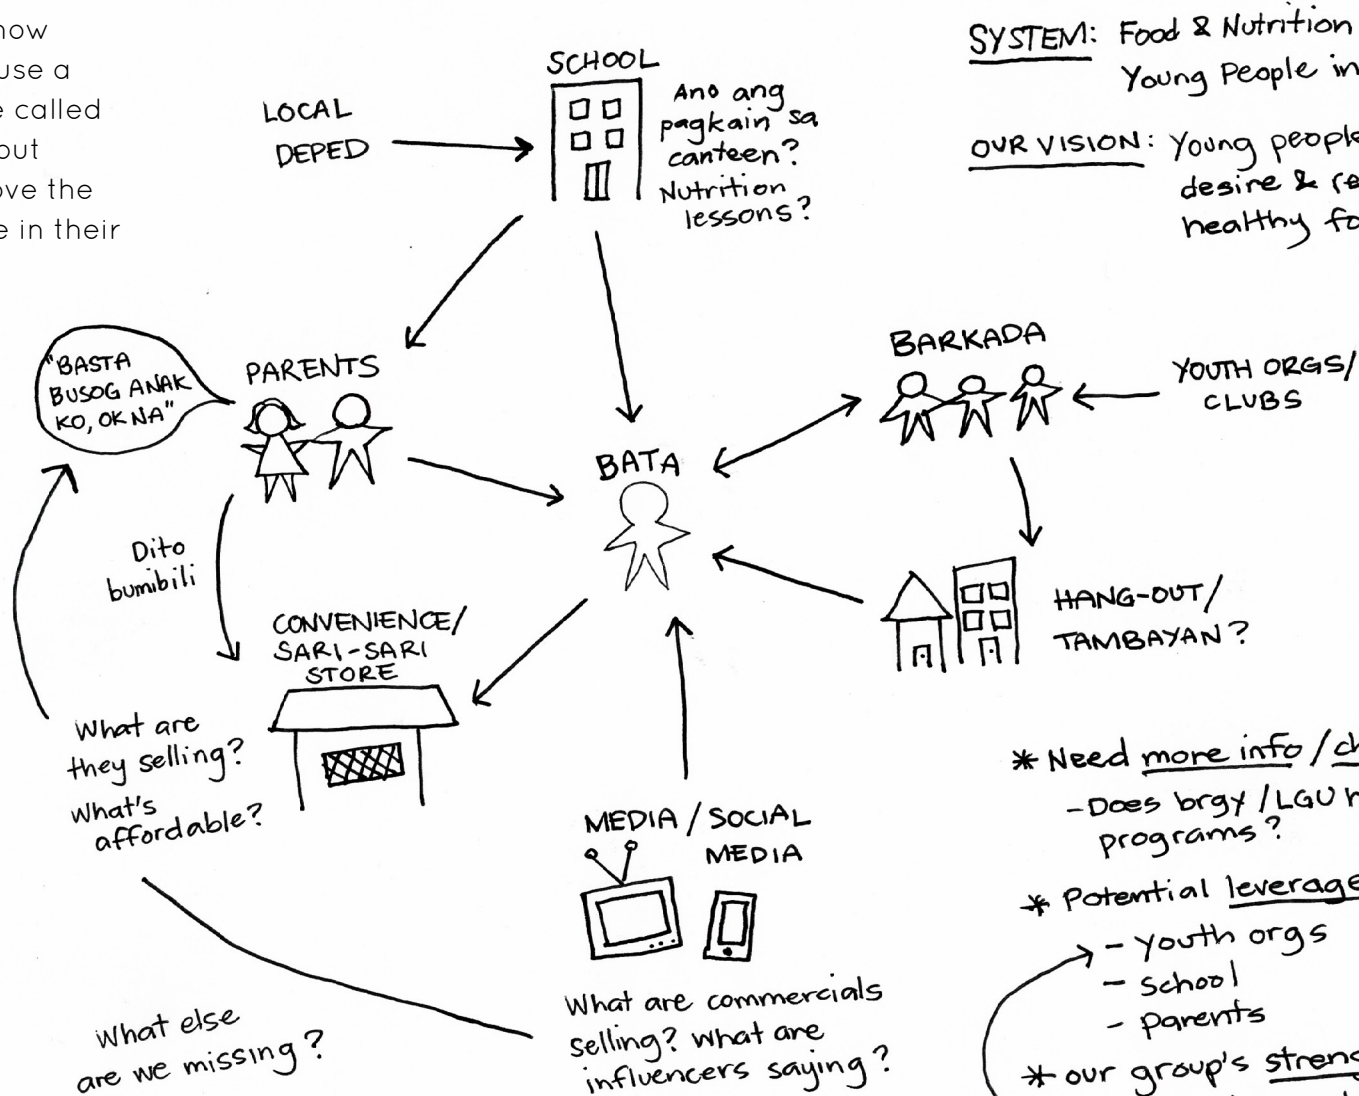 now
use a
called
out
ove the
e in their
SYSTEM: Food & Nutrition
Young People in
OUR VISION: Young people
desire & re
healthy fo
SCHOOL
Ano ang
pagkain sa
canteen?
Nutrition
lessons?
LOCAL
DEPED
"BASTA
BUSOG ANAK
KO, OK NA"
PARENTS
BARKADA
YOUTH ORGS/
CLUBS
BATA
Dito
bumibili
CONVENIENCE/
SARI-SARI
STORE
HANG-OUT/
TAMBAYAN?
What are
they selling?
What's
affordable?
MEDIA / SOCIAL
MEDIA
What are commercials
selling? what are
influencers saying?
What else
are we missing?
* Need more info / ch
- Does brgy / LGU h
programs?
* Potential leverage
- youth orgs
- school
- parents
* our group's streng